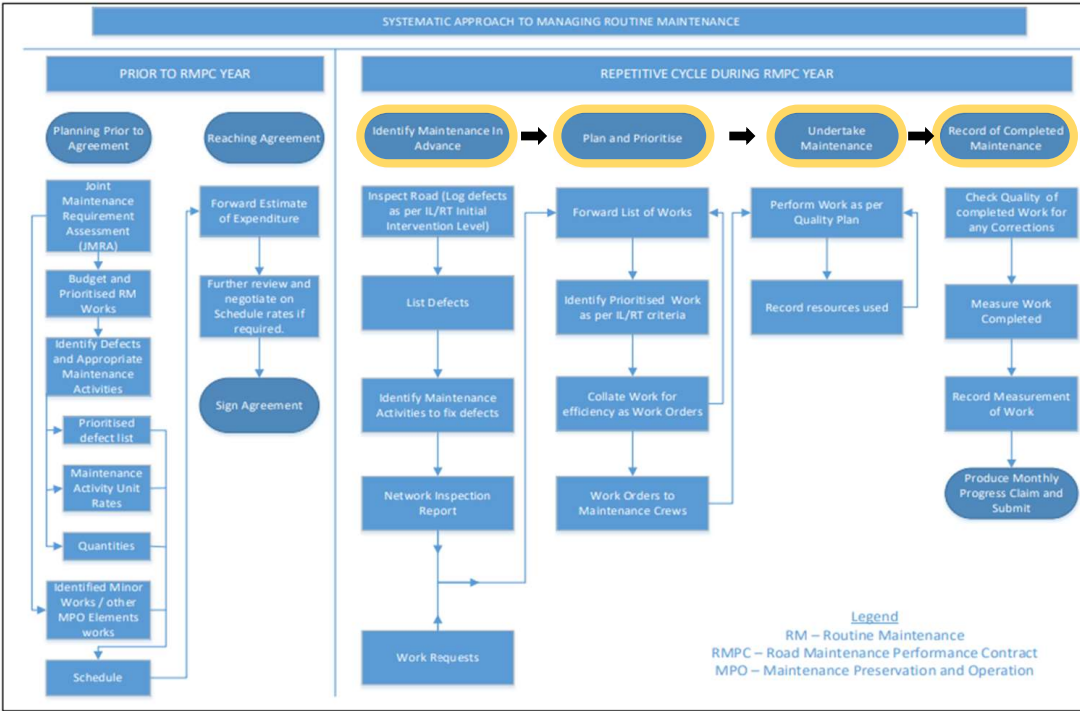 SYSTEMATIC APPROACH TO MANAGING ROUTINE MAINTENANCE
PRIOR TO RMPC YEAR
REPETITIVE CYCLE DURING RMPC YEAR
Planning Prior to
Agreement
Joint
Maintenance
Requirement
Assessment
(JMRA)
Budget and
Prioritised RM
Works
Identify Defects
and Appropriate
Maintenance
Activities
Prioritised
defect list
Maintenance
Activity Unit
Rates
Quantities
Identified Minor
Works / other
MPO Elements
works
Schedule
Reaching Agreement
Forward Estimate
of Expenditure
Further review and
negotiate on
Schedule rates if
required.
Sign Agreement
Identify Maintenance In
Advance
Inspect Road (Log defects
as per IL/RT Initial
Intervention Level)
List Defects
Identify Maintenance
Activities to fix defects
Network Inspection
Report
Work Requests
Plan and Prioritise
Forward List of Works
Identify Prioritised Work
as per IL/RT criteria
Collate Work for
efficiency as Work Orders
Work Orders to
Maintenance Crews
Undertake
Maintenance
Perform Work as per
Quality Plan
Record resources used
Record of Completed
Maintenance
Check Quality of
completed Work for
any Corrections
Measure Work
Completed
Record Measurement
of Work
Produce Monthly
Progress Claim and
Submit
Legend
RM – Routine Maintenance
RMPC – Road Maintenance Performance Contract
MPO – Maintenance Preservation and Operation